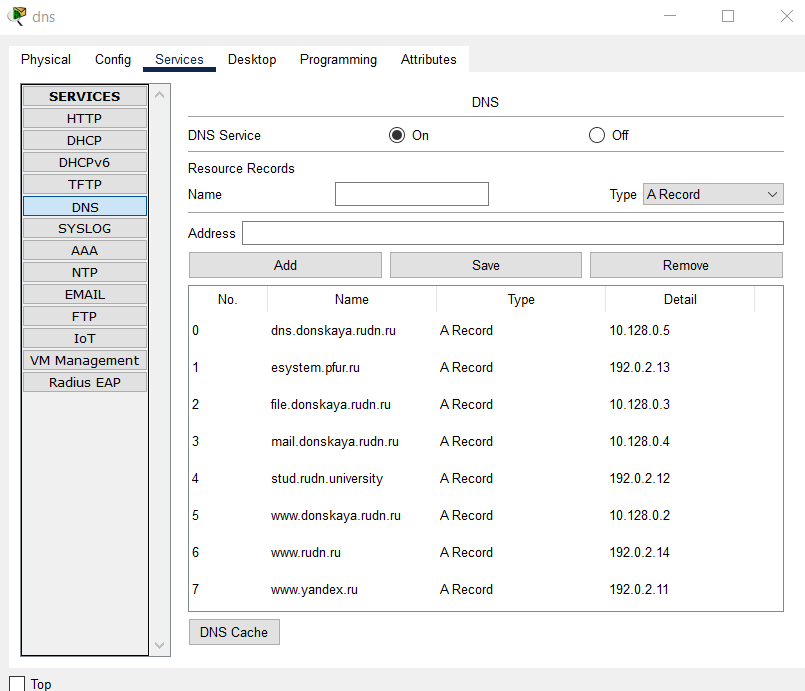 dns
Physical Config Services Desktop Programming Attributes
SERVICES
HTTP
DHCP
DHCPv6
TFTP
DNS
SYSLOG
AAA
NTP
EMAIL
FTP
IoT
VM Management
Radius EAP
DNS
DNS Service On Off
Resource Records
Name Type A Record
Address
Add Save Remove
No. Name Type Detail
0 dns.donskaya.rudn.ru A Record 10.128.0.5
1 esystem.pfur.ru A Record 192.0.2.13
2 file.donskaya.rudn.ru A Record 10.128.0.3
3 mail.donskaya.rudn.ru A Record 10.128.0.4
4 stud.rudn.university A Record 192.0.2.12
5 www.donskaya.rudn.ru A Record 10.128.0.2
6 www.rudn.ru A Record 192.0.2.14
7 www.yandex.ru A Record 192.0.2.11
DNS Cache
Top